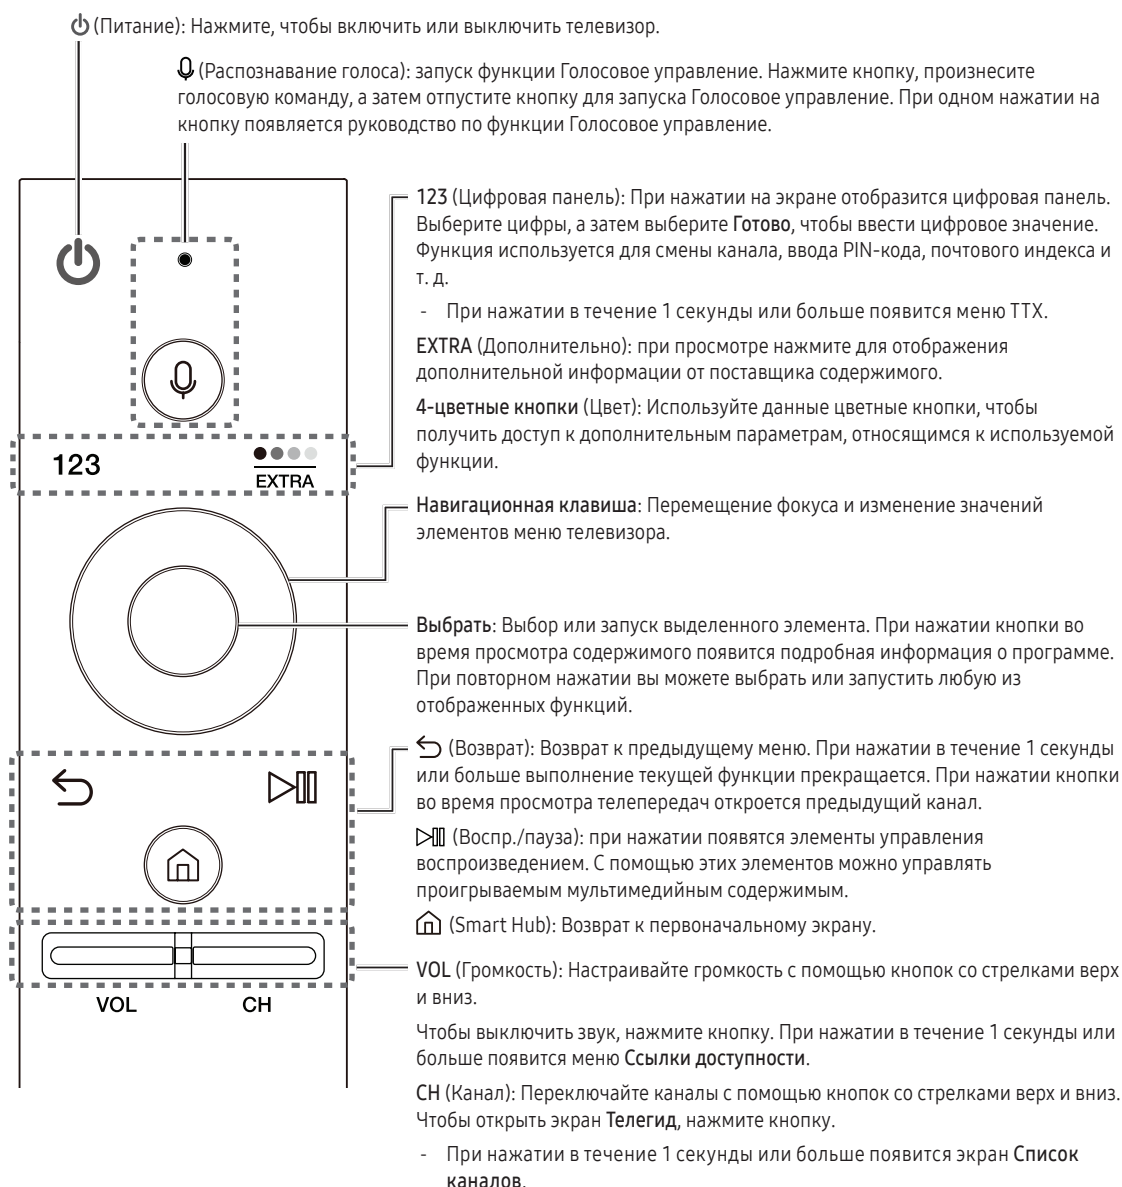 (Питание): Нажмите, чтобы включить или выключить телевизор.
(Распознавание голоса): запуск функции Голосовое управление. Нажмите кнопку, произнесите
голосовую команду, а затем отпустите кнопку для запуска Голосовое управление. При одном нажатии на
кнопку появляется руководство по функции Голосовое управление.
123 (Цифровая панель): При нажатии на экране отобразится цифровая панель.
Выберите цифры, а затем выберите Готово, чтобы ввести цифровое значение.
Функция используется для смены канала, ввода PIN-кода, почтового индекса и
т. д.
- При нажатии в течение 1 секунды или больше появится меню TTX.
EXTRA (Дополнительно): при просмотре нажмите для отображения
дополнительной информации от поставщика содержимого.
4-цветные кнопки (Цвет): Используйте данные цветные кнопки, чтобы
получить доступ к дополнительным параметрам, относящимся к используемой
функции.
123
EXTRA
Навигационная клавиша: Перемещение фокуса и изменение значений
элементов меню телевизора.
Выбрать: Выбор или запуск выделенного элемента. При нажатии кнопки во
время просмотра содержимого появится подробная информация о программе.
При повторном нажатии вы можете выбрать или запустить любую из
отображенных функций.
(Возврат): Возврат к предыдущему меню. При нажатии в течение 1 секунды
или больше выполнение текущей функции прекращается. При нажатии кнопки
во время просмотра телепередач откроется предыдущий канал.
(Воспр./пауза): при нажатии появятся элементы управления
воспроизведением. С помощью этих элементов можно управлять
проигрываемым мультимедийным содержимым.
(Smart Hub): Возврат к первоначальному экрану.
VOL (Громкость): Настраивайте громкость с помощью кнопок со стрелками верх
и вниз.
VOL
CH
Чтобы выключить звук, нажмите кнопку. При нажатии в течение 1 секунды или
больше появится меню Ссылки доступности.
CH (Канал): Переключайте каналы с помощью кнопок со стрелками верх и вниз.
Чтобы открыть экран Телегид, нажмите кнопку.
- При нажатии в течение 1 секунды или больше появится экран Список
каналов.